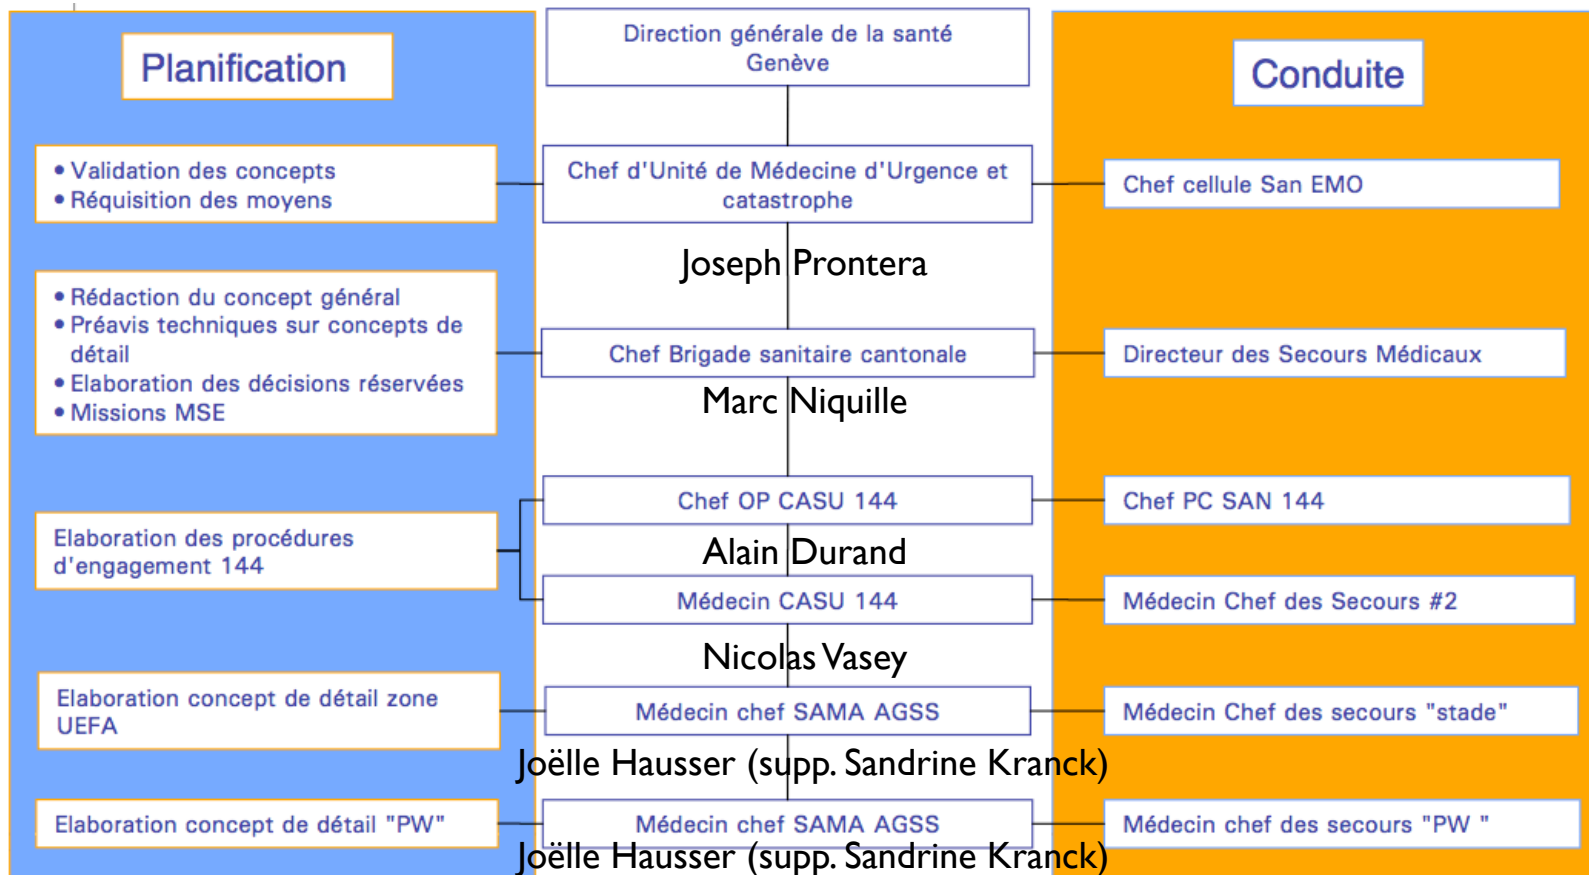 Direction générale de la santé
Genève
Planification
Conduite
• Validation des concepts
• Réquisition des moyens
Chef d'Unité de Médecine d'Urgence et
catastrophe
Chef cellule San EMO
Joseph Prontera
• Rédaction du concept général
• Préavis techniques sur concepts de
détail
• Elaboration des décisions réservées
• Missions MSE
Chef Brigade sanitaire cantonale
Directeur des Secours Médicaux
Marc Niquille
Elaboration des procédures
d'engagement 144
Chef OP CASU 144
Chef PC SAN 144
Alain Durand
Médecin CASU 144
Médecin Chef des Secours #2
Nicolas Vasey
Elaboration concept de détail zone
UEFA
Médecin chef SAMA AGSS
Médecin Chef des secours "stade"
Joëlle Hausser (supp. Sandrine Kranck)
Elaboration concept de détail "PW"
Médecin chef SAMA AGSS
Médecin chef des secours "PW "
Joëlle Hausser (supp. Sandrine Kranck)